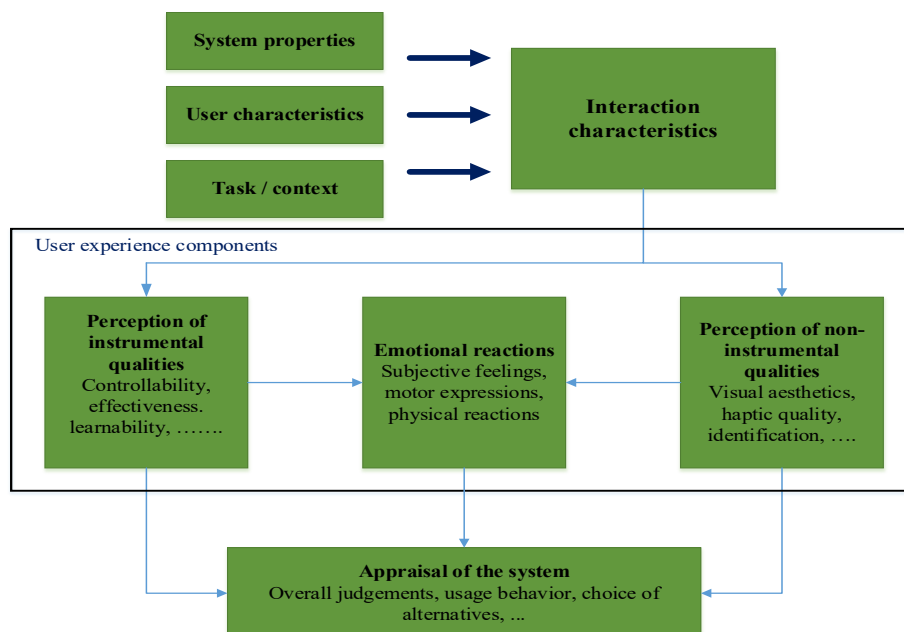 System properties
User characteristics
Task / context
Interaction
characteristics
User experience components
Perception of
instrumental
qualities
Controllability,
effectiveness.
learnability, …….
Emotional reactions
Subjective feelings,
motor expressions,
physical reactions
Perception of non-
instrumental
qualities
Visual aesthetics,
haptic quality,
identification, ….
Appraisal of the system
Overall judgements, usage behavior, choice of
alternatives, ...